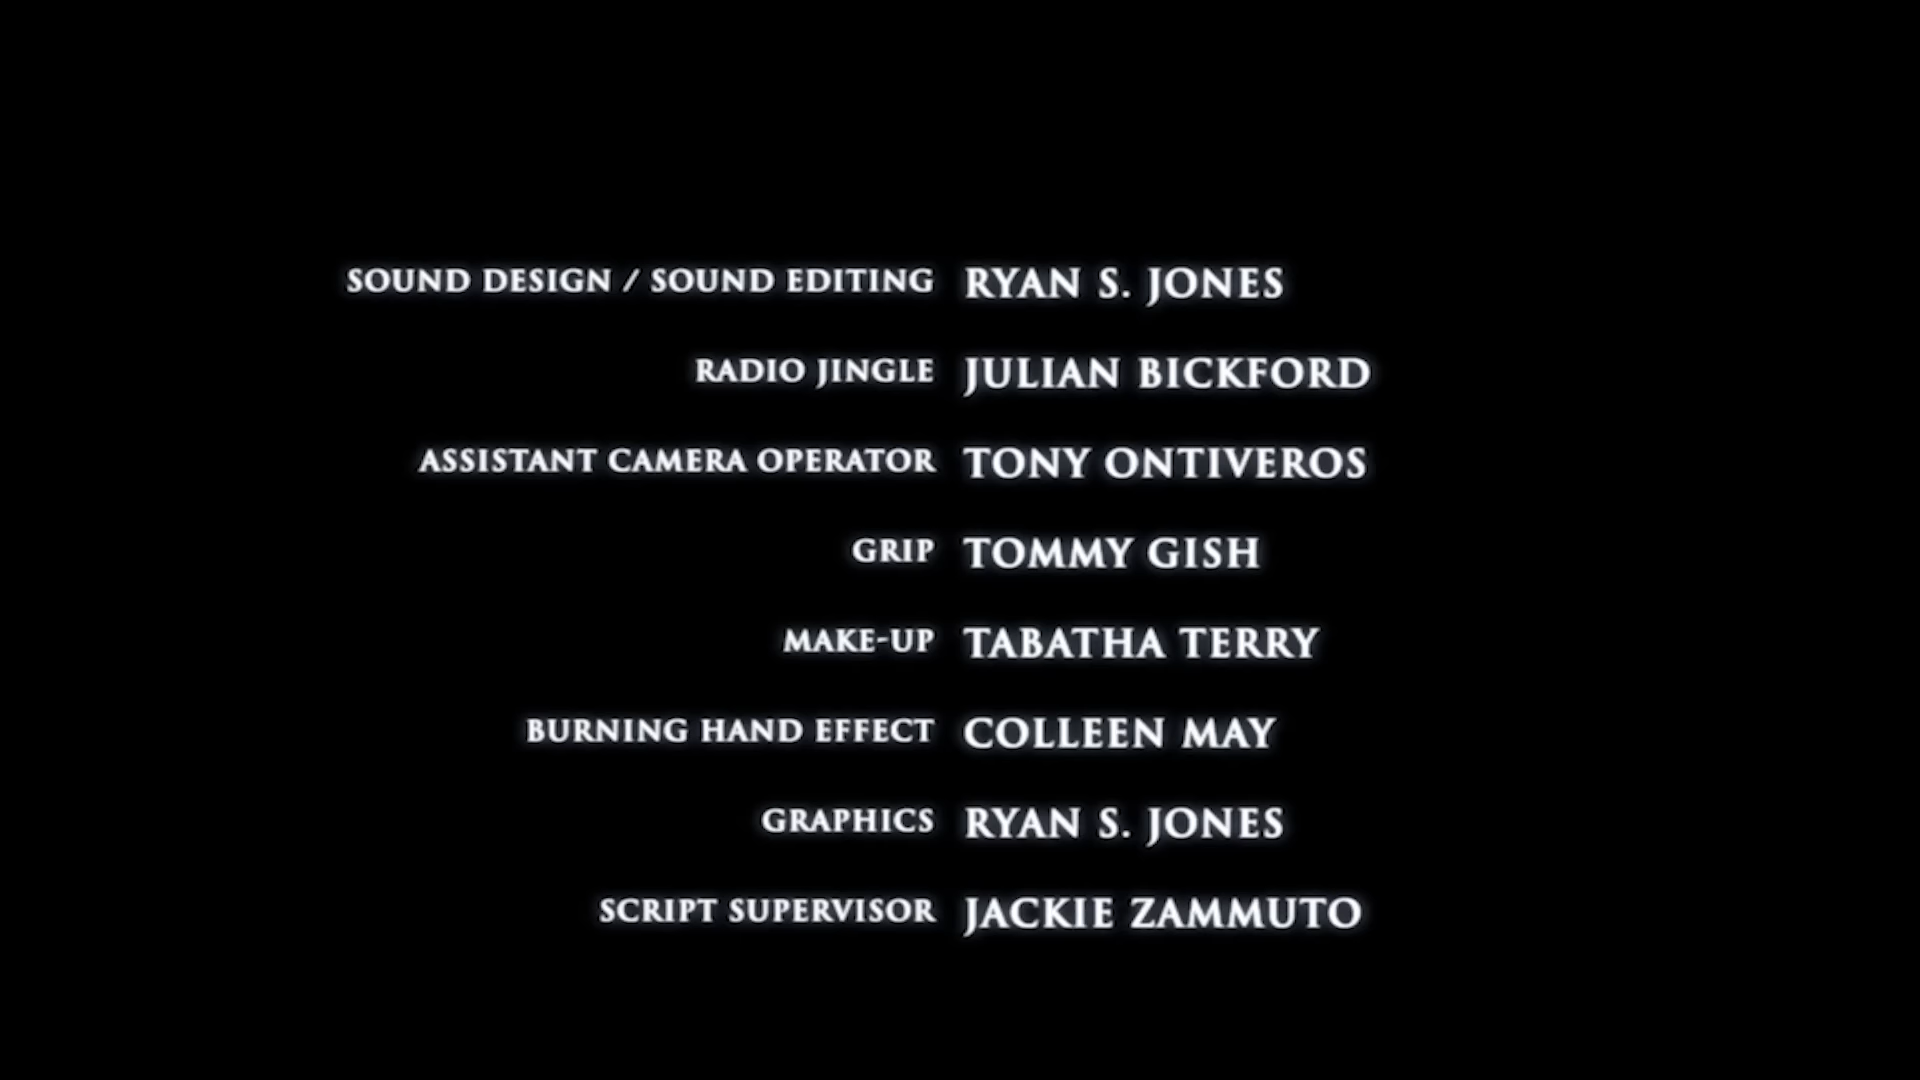 SOUND DESIGN / SOUND EDITING RYAN S. JONES
RADIO JINGLE JULIAN BICKFORD
ASSISTANT CAMERA OPERATOR TONY ONTIVEROS
GRIP TOMMY GISH
MAKE-UP TABATHA TERRY
BURNING HAND EFFECT COLLEEN MAY
GRAPHICS RYAN S. JONES
SCRIPT SUPERVISOR JACKIE ZAMMUTO